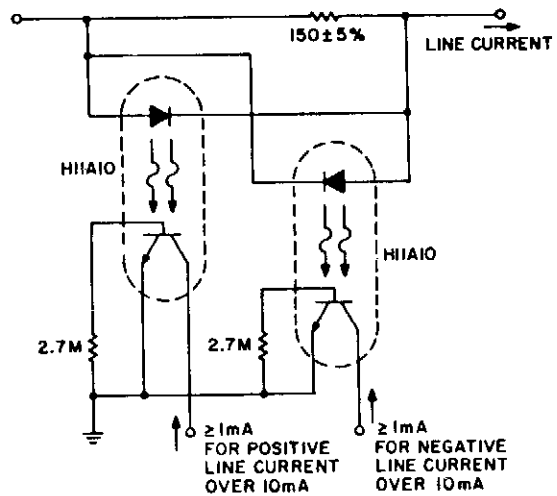 150±5%
LINE CURRENT
H11A10
H11A10
2.7M
2.7M
≥1mA
FOR POSITIVE
LINE CURRENT
OVER 10mA
≥1mA
FOR NEGATIVE
LINE CURRENT
OVER 10mA